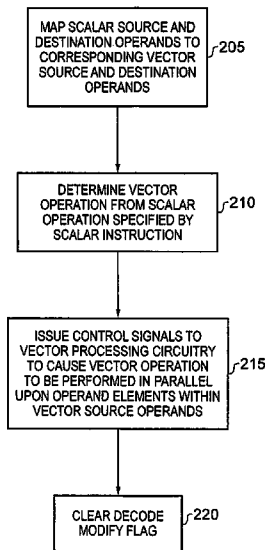 MAP SCALAR SOURCE AND
DESTINATION OPERANDS TO
CORRESPONDING VECTOR
SOURCE AND DESTINATION
OPERANDS
205
DETERMINE VECTOR
OPERATION FROM SCALAR
OPERATION SPECIFIED BY
SCALAR INSTRUCTION
210
ISSUE CONTROL SIGNALS TO
VECTOR PROCESSING CIRCUITRY
TO CAUSE VECTOR OPERATION
TO BE PERFORMED IN PARALLEL
UPON OPERAND ELEMENTS WITHIN
VECTOR SOURCE OPERANDS
215
CLEAR DECODE
MODIFY FLAG
220